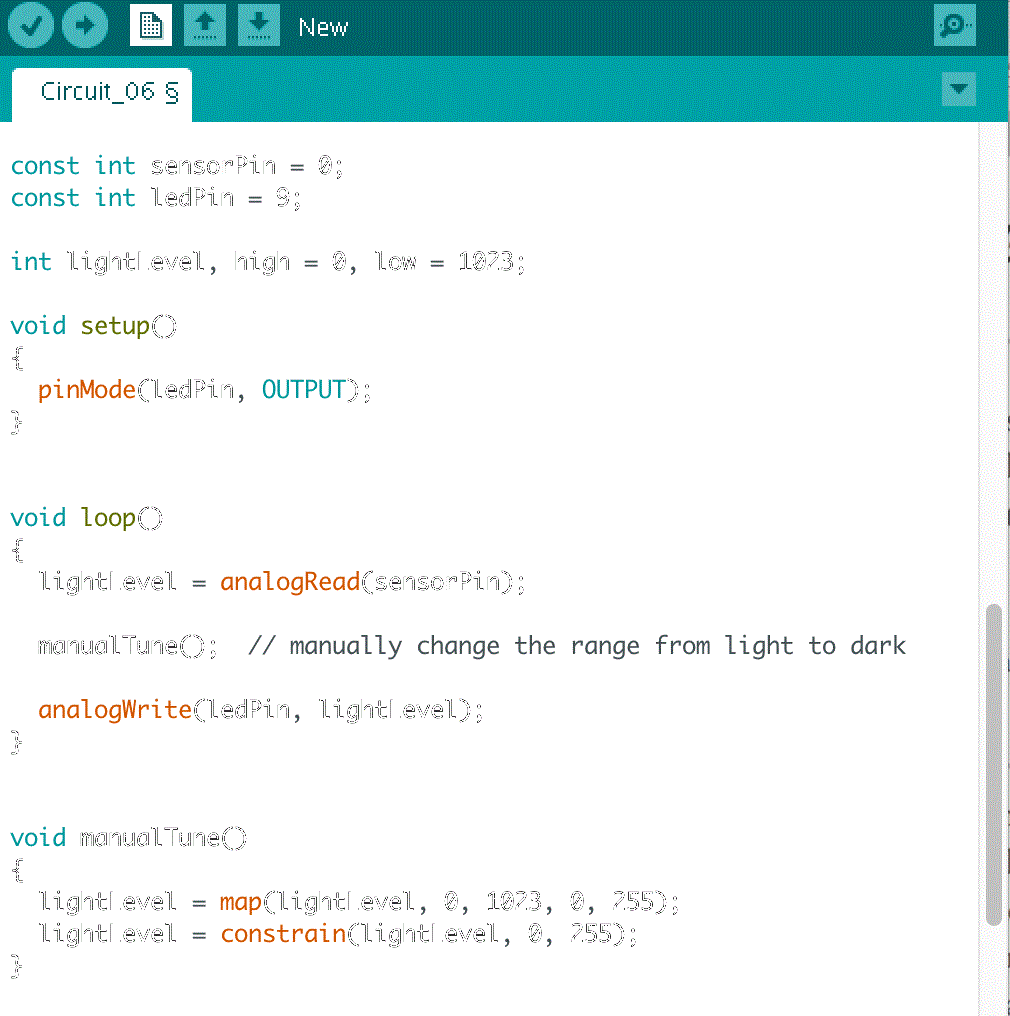 New
Circuit_06 §
const int sensorPin = 0;
const int ledPin = 9;
int lightLevel, high = 0, low = 1023;
void setup()
{
pinMode(ledPin, OUTPUT);
}
void loop()
{
lightLevel = analogRead(sensorPin);
manualTune();  // manually change the range from light to dark
analogWrite(ledPin, lightLevel);
}
void manualTune()
{
lightLevel = map(lightLevel, 0, 1023, 0, 255);
lightLevel = constrain(lightLevel, 0, 255);
}